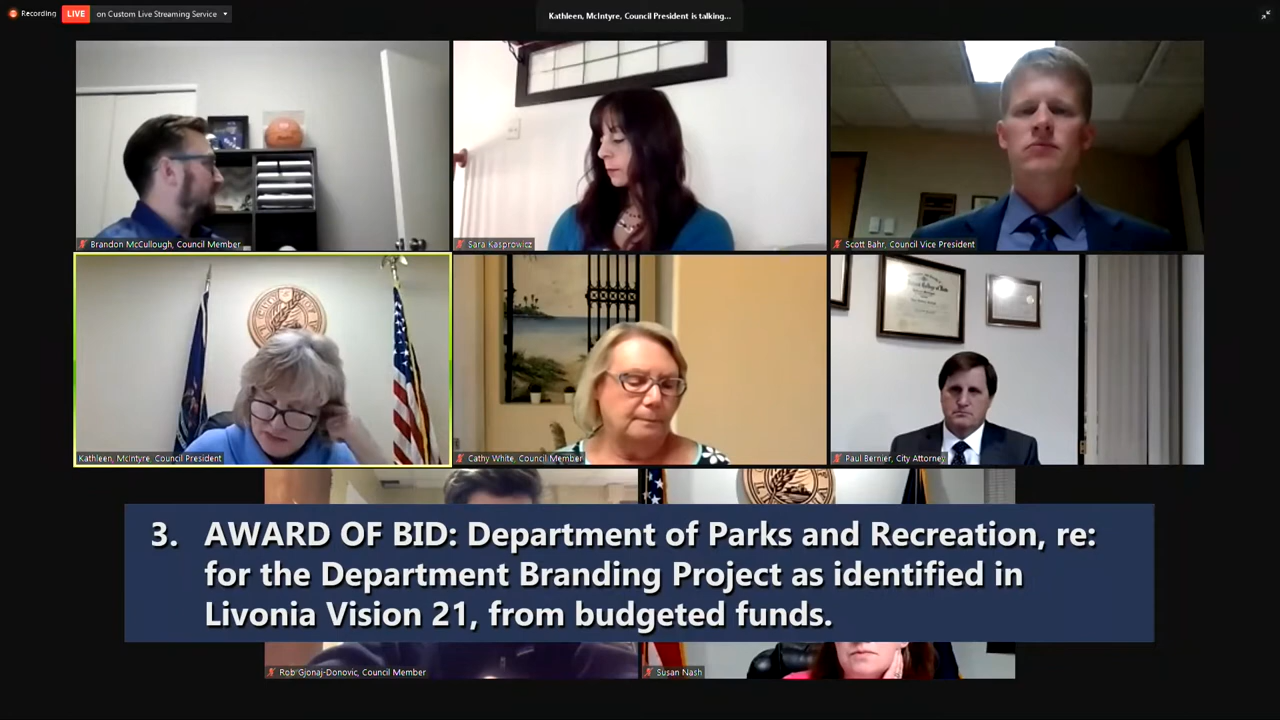 Recording
LIVE
on Custom Live Streaming Service
Kathleen, McIntyre, Council President is talking...
Brandon McCullough, Council Member
Sara Kasprowicz
Scott Bahr, Council Vice President
Kathleen, McIntyre, Council President
Cathy White, Council Member
Paul Bernier, City Attorney
3. AWARD OF BID: Department of Parks and Recreation, re:
for the Department Branding Project as identified in
Livonia Vision 21, from budgeted funds.
Rob Gjonaj-Donovic, Council Member
Susan Nash